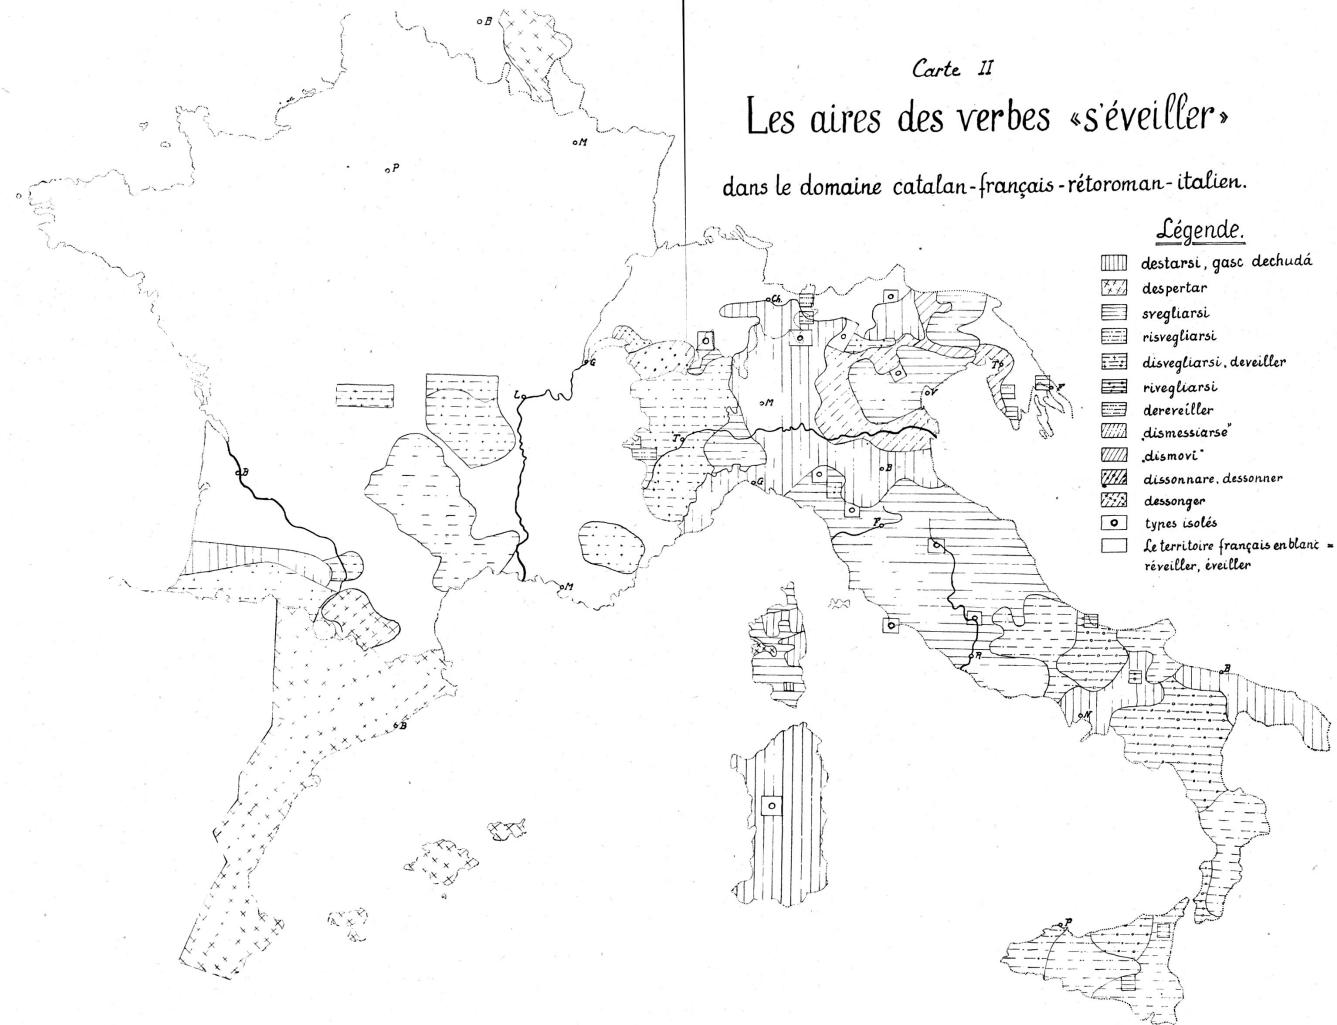 Carte II
Les aires des verbes «s'éveiller»
dans le domaine catalan-français-rétoroman-italien.
Légende.
destarsi, gasc dechudá
despertar
svegliarsi
risvegliarsi
disvegliarsi, deveiller
rivegliarsi
dereveiller
„dismessiarse"
„dismovi"
dissonnare, dessonner
dessonger
types isolés
Le territoire français en blanc =
réveiller, éveiller
B
M
P
Ch.
G
L
M
T
V
Tr
F
B
B
G
F
M
R
B
N
B
P